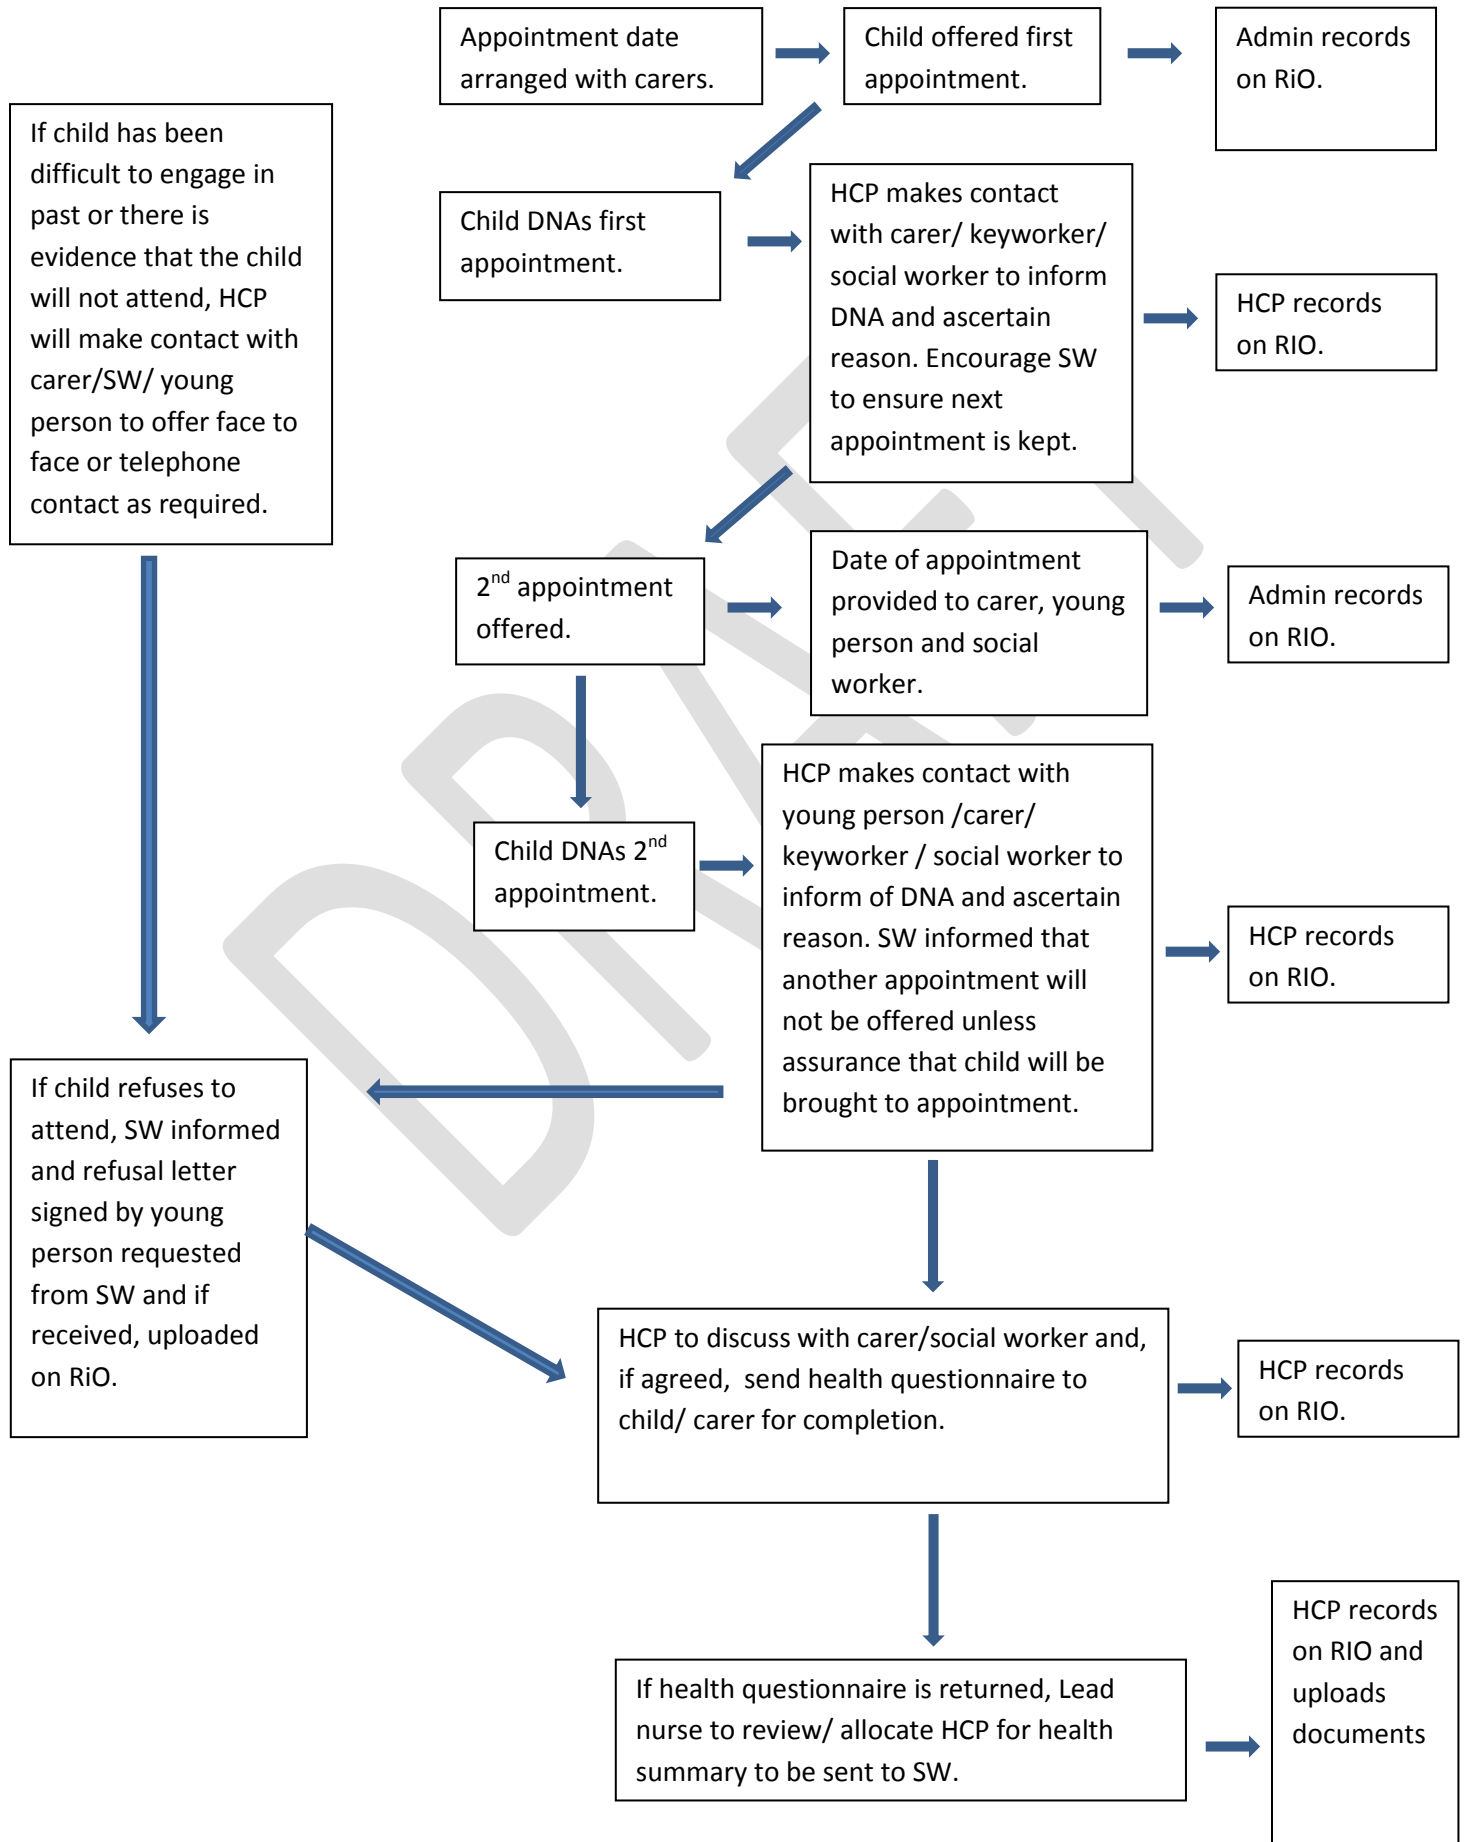 Appointment date
arranged with carers.
Child offered first
appointment.
Admin records
on RiO.
If child has been
difficult to engage in
past or there is
evidence that the child
will not attend, HCP
will make contact with
carer/SW/ young
person to offer face to
face or telephone
contact as required.
Child DNAs first
appointment.
HCP makes contact
with carer/ keyworker/
social worker to inform
DNA and ascertain
reason. Encourage SW
to ensure next
appointment is kept.
HCP records
on RIO.
2nd appointment
offered.
Date of appointment
provided to carer, young
person and social
worker.
Admin records
on RIO.
Child DNAs 2nd
appointment.
HCP makes contact with
young person /carer/
keyworker / social worker to
inform of DNA and ascertain
reason. SW informed that
another appointment will
not be offered unless
assurance that child will be
brought to appointment.
HCP records
on RIO.
If child refuses to
attend, SW informed
and refusal letter
signed by young
person requested
from SW and if
received, uploaded
on RiO.
HCP to discuss with carer/social worker and,
if agreed,  send health questionnaire to
child/ carer for completion.
HCP records
on RIO.
If health questionnaire is returned, Lead
nurse to review/ allocate HCP for health
summary to be sent to SW.
HCP records
on RIO and
uploads
documents
DRAFT